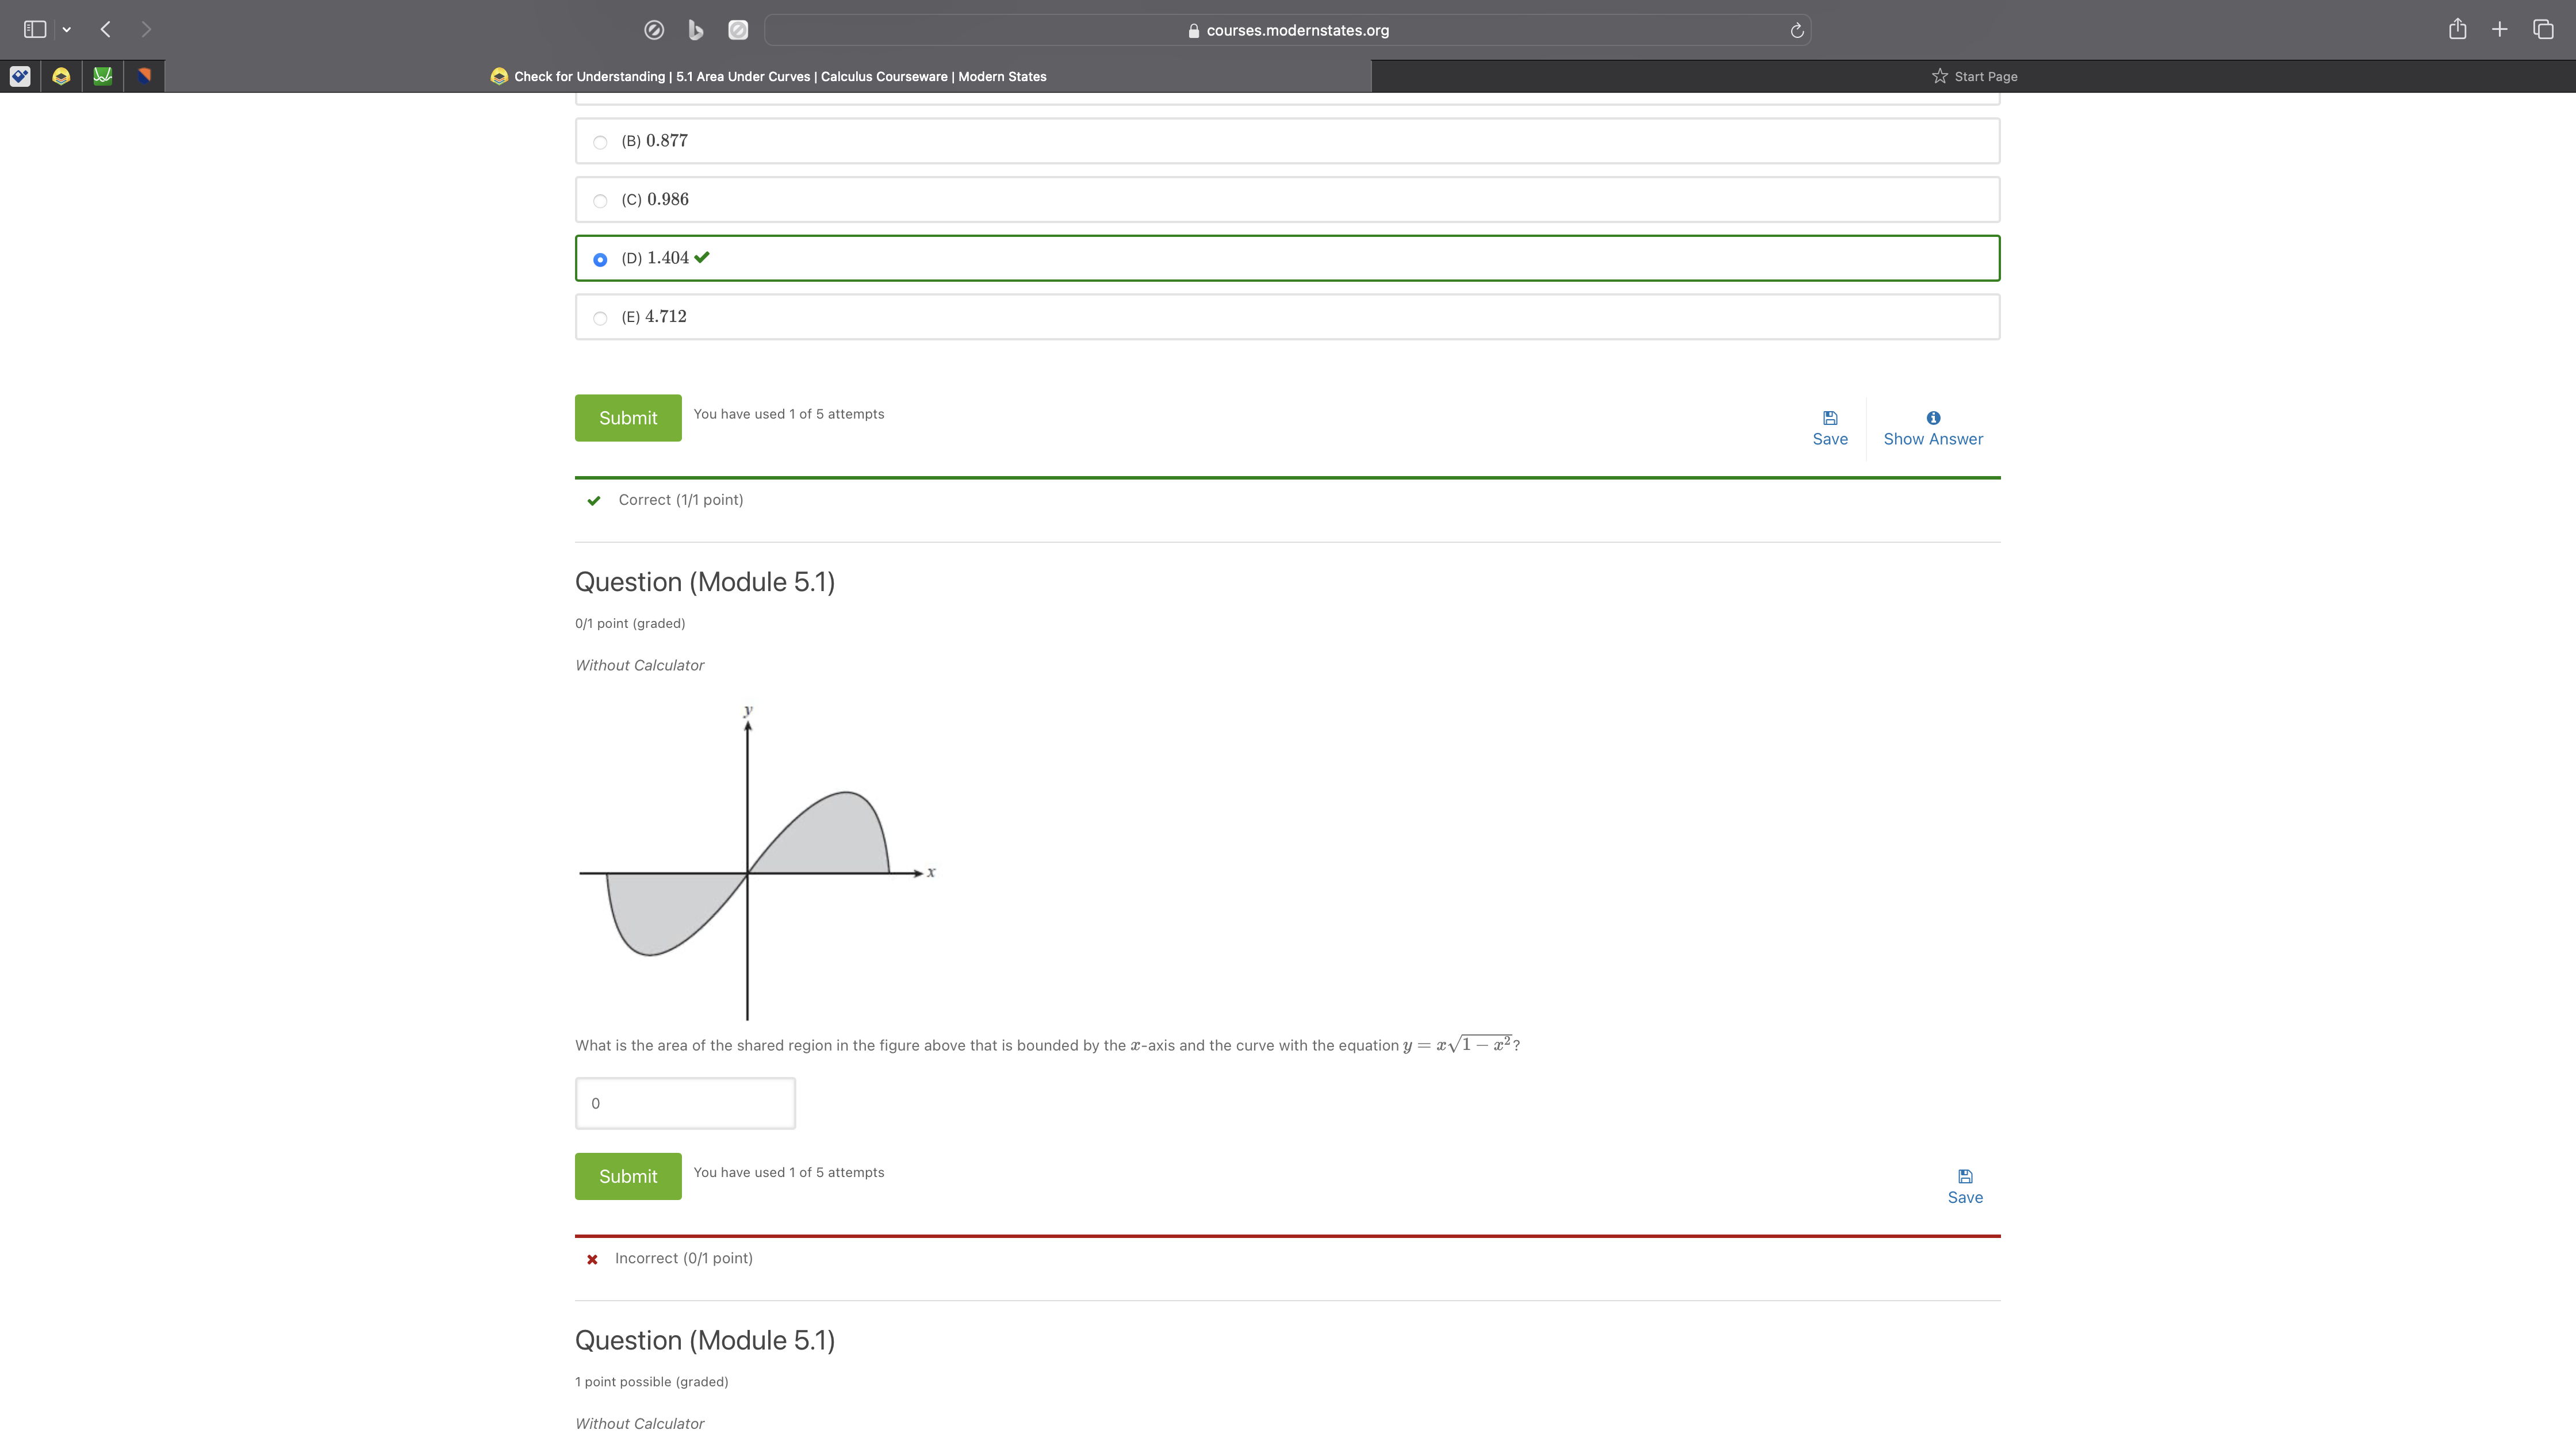 courses.modernstates.org
Check for Understanding | 5.1 Area Under Curves | Calculus Courseware | Modern States
Start Page
(B) 0.877
(C) 0.986
(D) 1.404
(E) 4.712
Submit
You have used 1 of 5 attempts
Save
Show Answer
Correct (1/1 point)
Question (Module 5.1)
0/1 point (graded)
Without Calculator
y
x
What is the area of the shared region in the figure above that is bounded by the x-axis and the curve with the equation y = x√(1 − x²)?
0
Submit
You have used 1 of 5 attempts
Save
Incorrect (0/1 point)
Question (Module 5.1)
1 point possible (graded)
Without Calculator